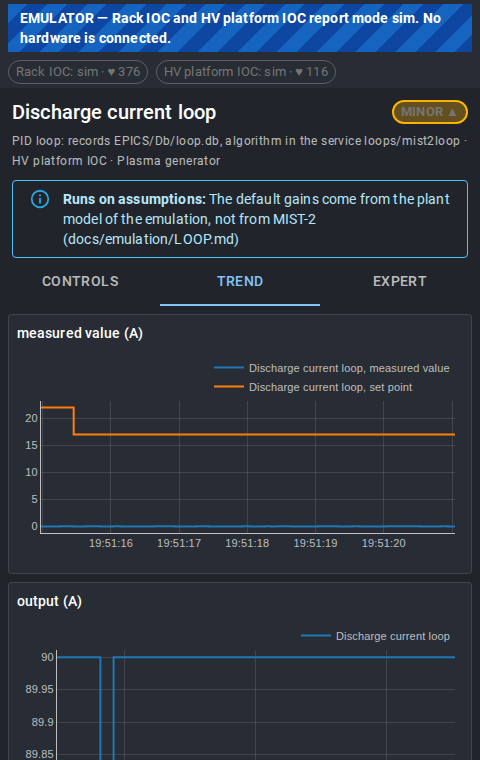 EMULATOR — Rack IOC and HV platform IOC report mode sim. No
hardware is connected.
Rack IOC: sim · ♥ 376
HV platform IOC: sim · ♥ 116
Discharge current loop
MINOR ▲
PID loop: records EPICS/Db/loop.db, algorithm in the service loops/mist2loop ·
HV platform IOC · Plasma generator
Runs on assumptions: The default gains come from the plant
model of the emulation, not from MIST-2
(docs/emulation/LOOP.md)
CONTROLS
TREND
EXPERT
measured value (A)
Discharge current loop, measured value
Discharge current loop, set point
20
15
10
5
0
19:51:16
19:51:17
19:51:18
19:51:19
19:51:20
output (A)
Discharge current loop
90
89.95
89.9
89.85